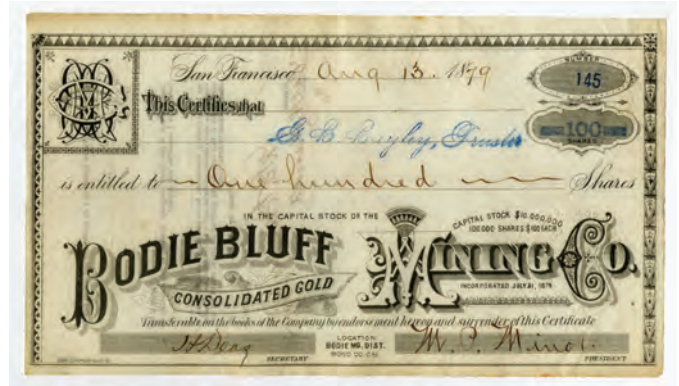 San Francisco, Aug 13. 1879
NUMBER
145
This Certifies that
G. B. Bayley, Trustee
100
SHARES
is entitled to One hundred Shares
IN THE CAPITAL STOCK OF THE
CAPITAL STOCK $10,000,000
100,000 SHARES $100 EACH
BODIE BLUFF
MINING CO.
CONSOLIDATED GOLD
INCORPORATED JULY 31, 1878
Transferable on the books of the Company by endorsement hereon and surrender of this Certificate
LOCATION
BODIE MG. DIST.
MONO CO. CAL
SECRETARY
PRESIDENT